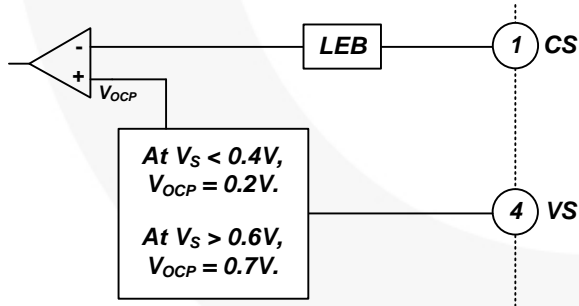 - LEB 1 CS
+
V_OCP
At V_S < 0.4V,
V_OCP = 0.2V.
At V_S > 0.6V,
V_OCP = 0.7V.
4 VS